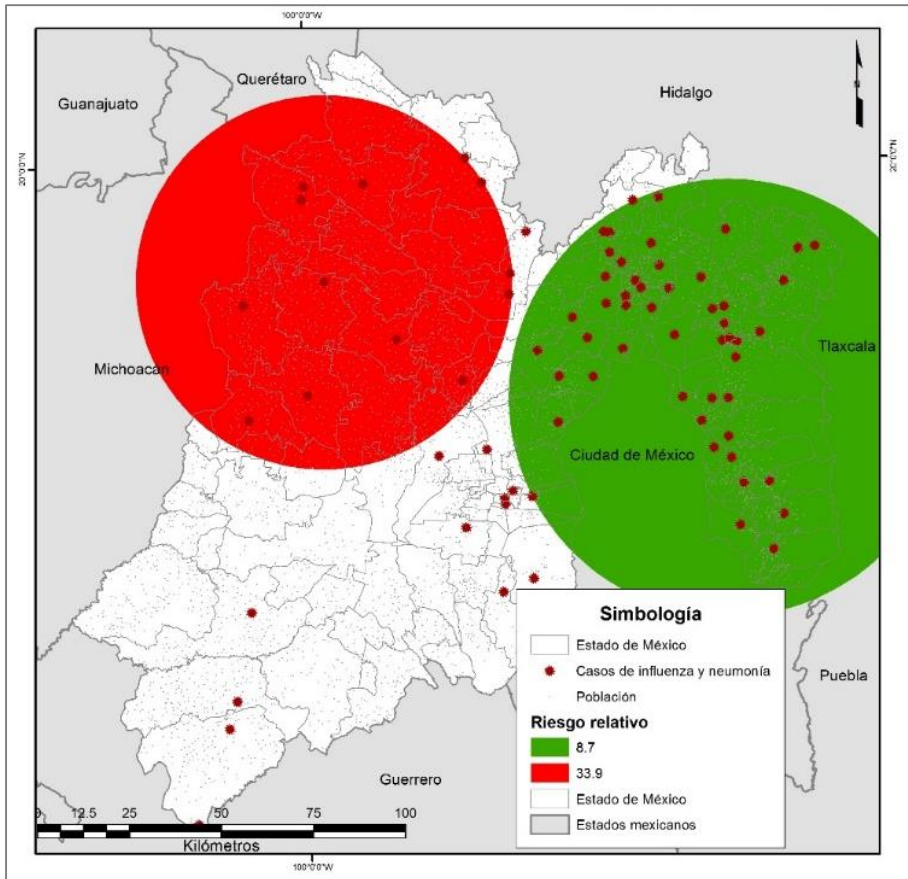 100°0'0"W
Querétaro
Guanajuato
Hidalgo
N
20°0'0"N
20°0'0"N
Michoacán
Tlaxcala
Ciudad de México
Puebla
Guerrero
Simbología
Estado de México
Casos de influenza y neumonía
Población
Riesgo relativo
8.7
33.9
Estado de México
Estados mexicanos
0 12.5 25 50 75 100
Kilómetros
100°0'0"W